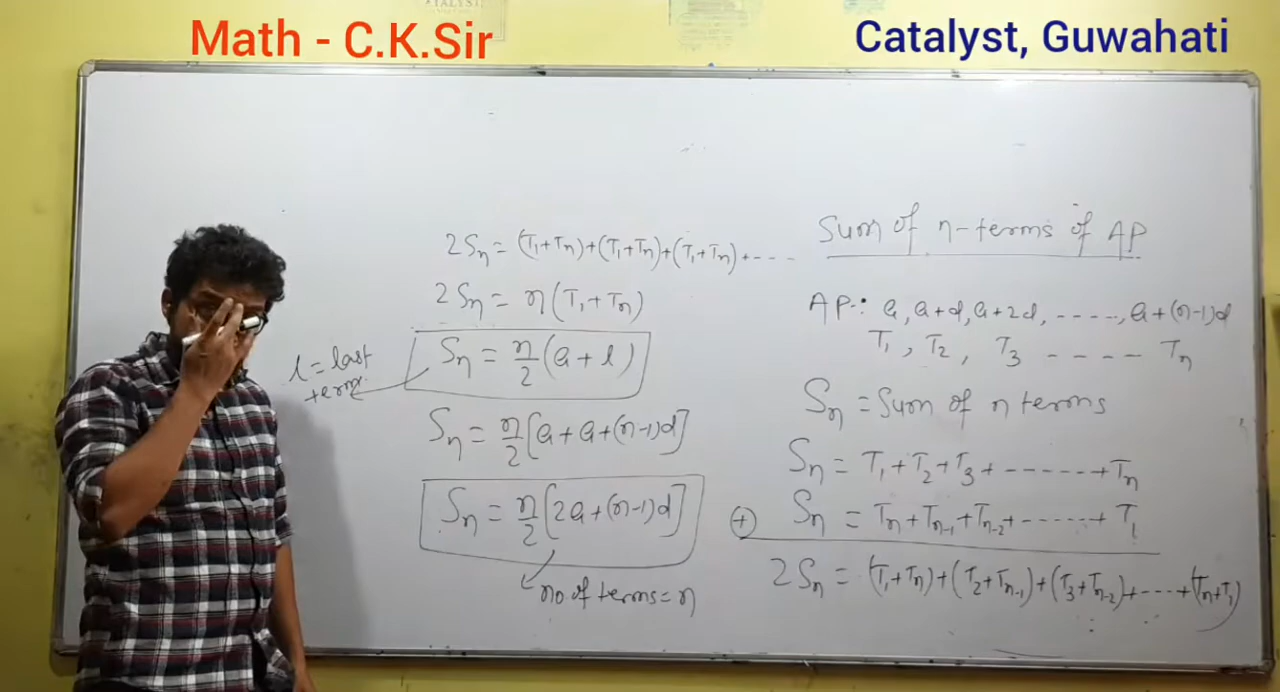 Math - C.K.Sir
Catalyst, Guwahati
Sum of n-terms of AP
AP: a, a+d, a+2d, -----, a+(n-1)d
T₁, T₂, T₃ ----- Tₙ
Sₙ = Sum of n terms
Sₙ = T₁+T₂+T₃+------+Tₙ
(+) Sₙ = Tₙ+Tₙ₋₁+Tₙ₋₂+------+T₁
2Sₙ = (T₁+Tₙ)+(T₂+Tₙ₋₁)+(T₃+Tₙ₋₂)+----+(Tₙ+T₁)
2Sₙ = (T₁+Tₙ)+(T₁+Tₙ)+(T₁+Tₙ)+----
2Sₙ = n(T₁+Tₙ)
Sₙ = n/2 (a+l)
l = last
term
Sₙ = n/2 [a+a+(n-1)d]
Sₙ = n/2 [2a+(n-1)d]
no of terms = n